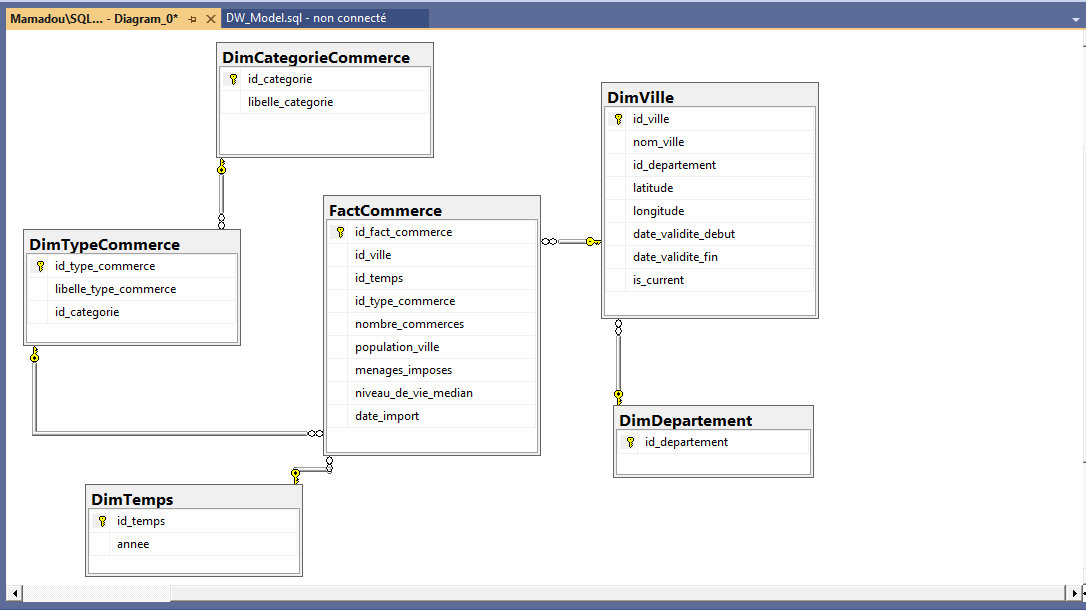 Mamadou\SQL... - Diagram_0*
DW_Model.sql - non connecté
DimCategorieCommerce
id_categorie
libelle_categorie
DimVille
id_ville
nom_ville
id_departement
latitude
longitude
date_validite_debut
date_validite_fin
is_current
FactCommerce
id_fact_commerce
id_ville
id_temps
id_type_commerce
nombre_commerces
population_ville
menages_imposes
niveau_de_vie_median
date_import
DimTypeCommerce
id_type_commerce
libelle_type_commerce
id_categorie
DimDepartement
id_departement
DimTemps
id_temps
annee